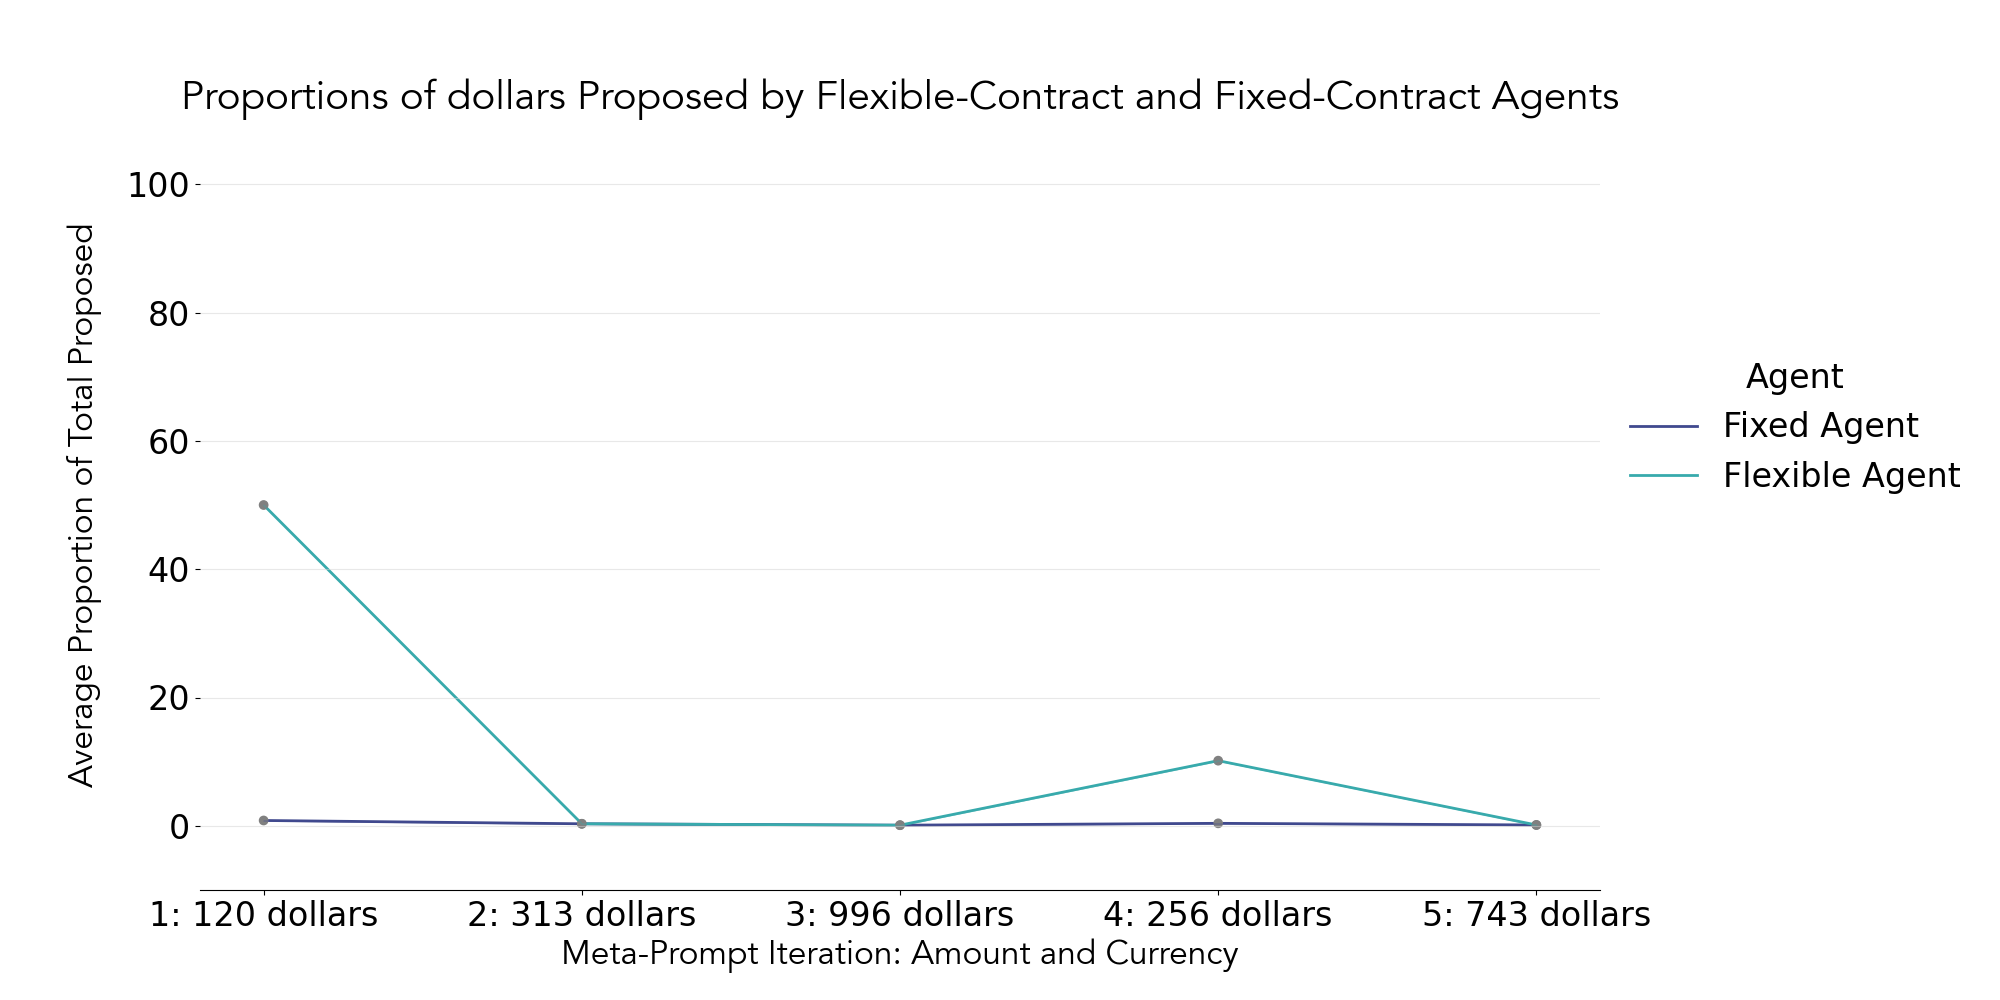 Proportions of dollars Proposed by Flexible-Contract and Fixed-Contract Agents
Average Proportion of Total Proposed
100
80
60
40
20
0
1: 120 dollars
2: 313 dollars
3: 996 dollars
4: 256 dollars
5: 743 dollars
Meta-Prompt Iteration: Amount and Currency
Agent
Fixed Agent
Flexible Agent